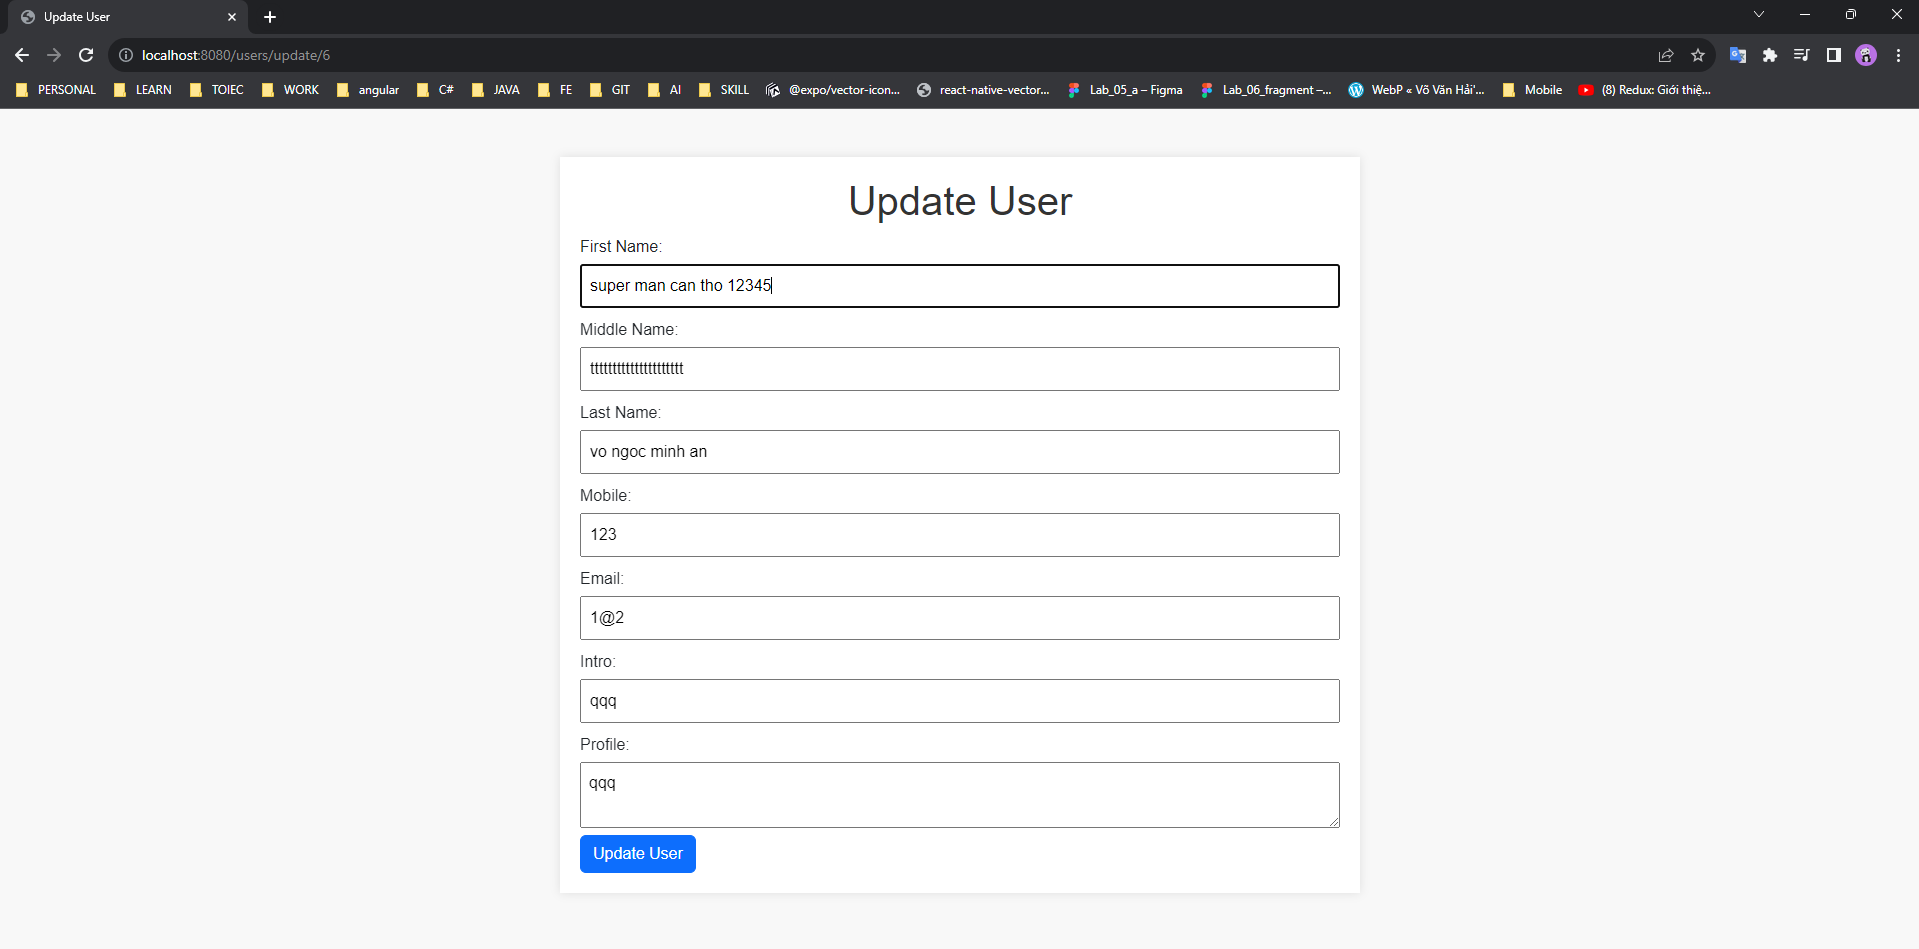 Update User
localhost:8080/users/update/6
PERSONAL LEARN TOIEC WORK angular C# JAVA FE GIT AI SKILL @expo/vector-icon... react-native-vector... Lab_05_a – Figma Lab_06_fragment –... WebP « Võ Văn Hải'... Mobile (8) Redux: Giới thiệ...
Update User
First Name:
super man can tho 12345
Middle Name:
ttttttttttttttttttttt
Last Name:
vo ngoc minh an
Mobile:
123
Email:
1@2
Intro:
qqq
Profile:
qqq
Update User